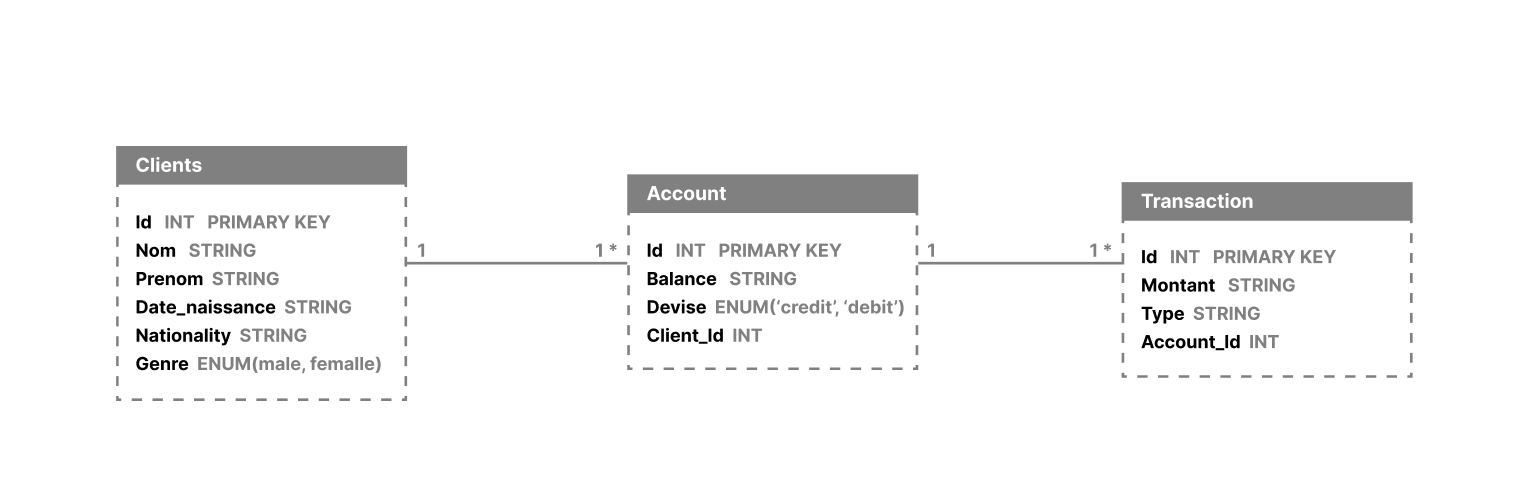 Clients
Id INT PRIMARY KEY
Nom STRING
Prenom STRING
Date_naissance STRING
Nationality STRING
Genre ENUM(male, femalle)
1
1 *
Account
Id INT PRIMARY KEY
Balance STRING
Devise ENUM(‘credit’, ‘debit’)
Client_Id INT
1
1 *
Transaction
Id INT PRIMARY KEY
Montant STRING
Type STRING
Account_Id INT